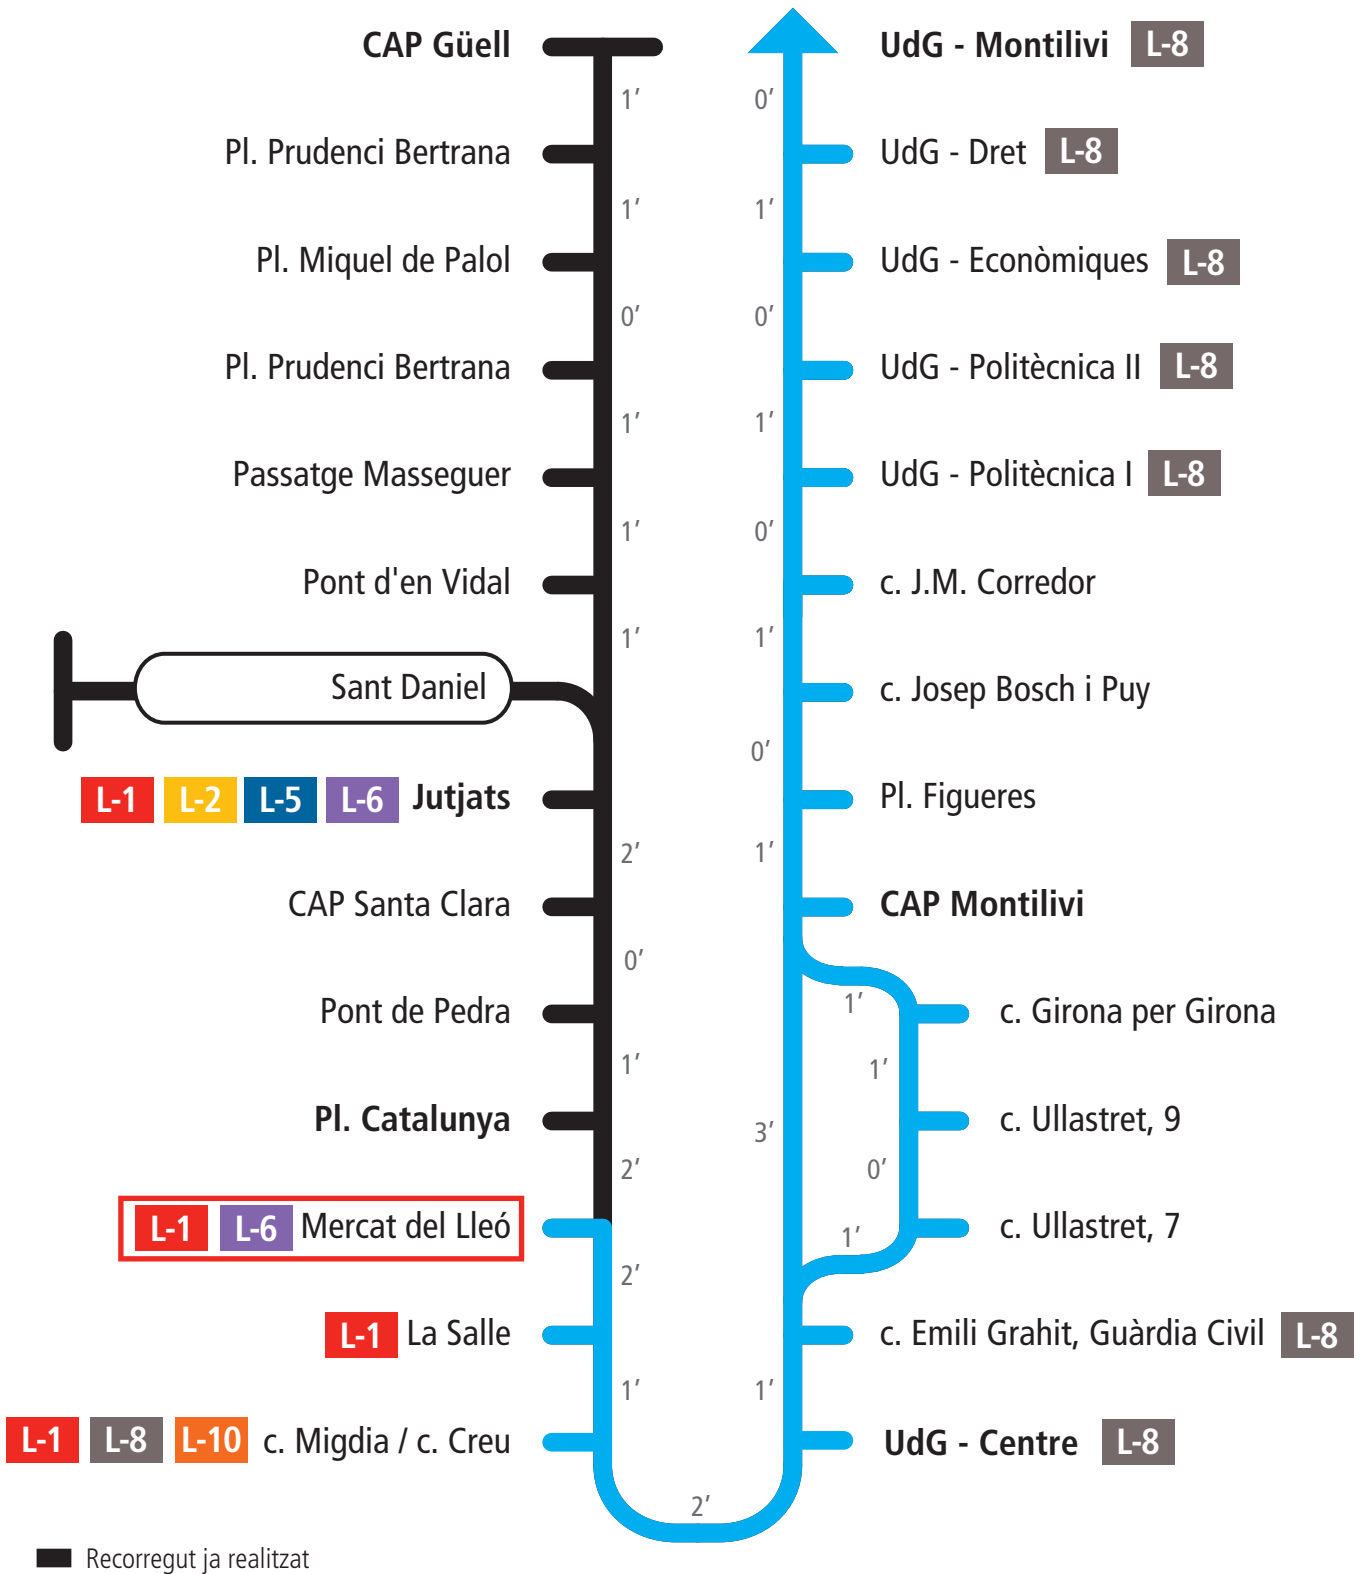 CAP Güell
1’
Pl. Prudenci Bertrana
1’
Pl. Miquel de Palol
0’
Pl. Prudenci Bertrana
1’
Passatge Masseguer
1’
Pont d'en Vidal
1’
Sant Daniel
L-1 L-2 L-5 L-6 Jutjats
2’
CAP Santa Clara
0’
Pont de Pedra
1’
Pl. Catalunya
2’
L-1 L-6 Mercat del Lleó
2’
L-1 La Salle
1’
L-1 L-8 L-10 c. Migdia / c. Creu
2’
UdG - Montilivi L-8
0’
UdG - Dret L-8
1’
UdG - Econòmiques L-8
0’
UdG - Politècnica II L-8
1’
UdG - Politècnica I L-8
0’
c. J.M. Corredor
1’
c. Josep Bosch i Puy
0’
Pl. Figueres
1’
CAP Montilivi
1’
c. Girona per Girona
1’
c. Ullastret, 9
3’
0’
c. Ullastret, 7
1’
c. Emili Grahit, Guàrdia Civil L-8
1’
UdG - Centre L-8
Recorregut ja realitzat